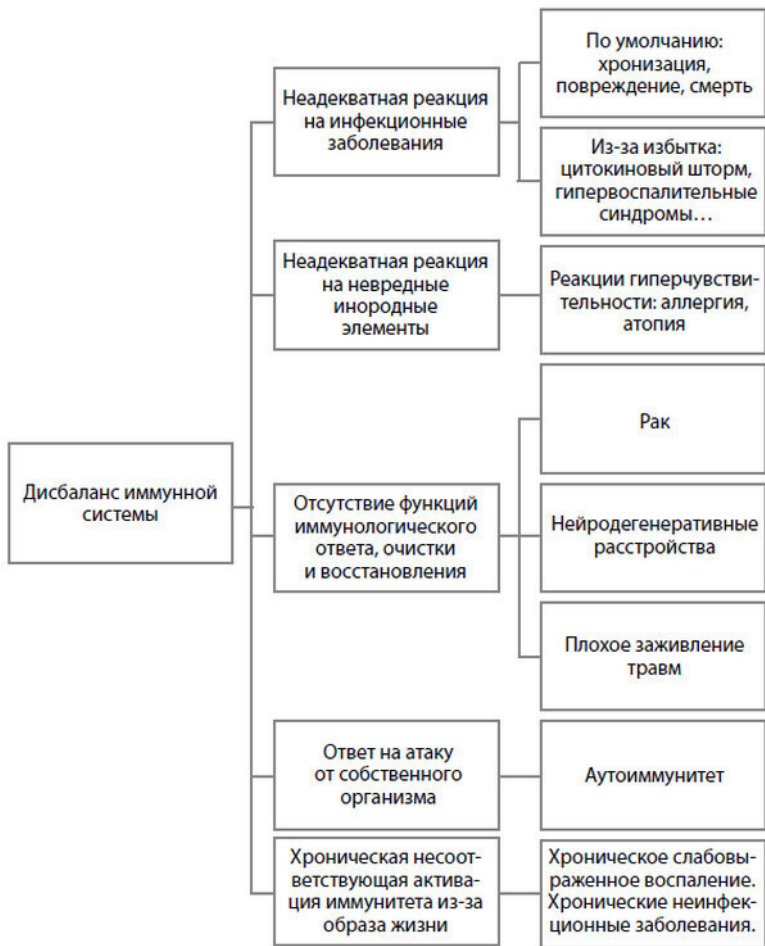 Дисбаланс иммунной
системы
Неадекватная реакция
на инфекционные
заболевания
По умолчанию:
хронизация,
повреждение, смерть
Из-за избытка:
цитокиновый шторм,
гипервоспалительные
синдромы…
Неадекватная реакция
на невредные
инородные
элементы
Реакции гиперчувстви-
тельности: аллергия,
атопия
Отсутствие функций
иммунологического
ответа, очистки
и восстановления
Рак
Нейродегенеративные
расстройства
Плохое заживление
травм
Ответ на атаку
от собственного
организма
Аутоиммунитет
Хроническая несоот-
ветствующая актива-
ция иммунитета из-за
образа жизни
Хроническое слабовы-
раженное воспаление.
Хронические неинфек-
ционные заболевания.